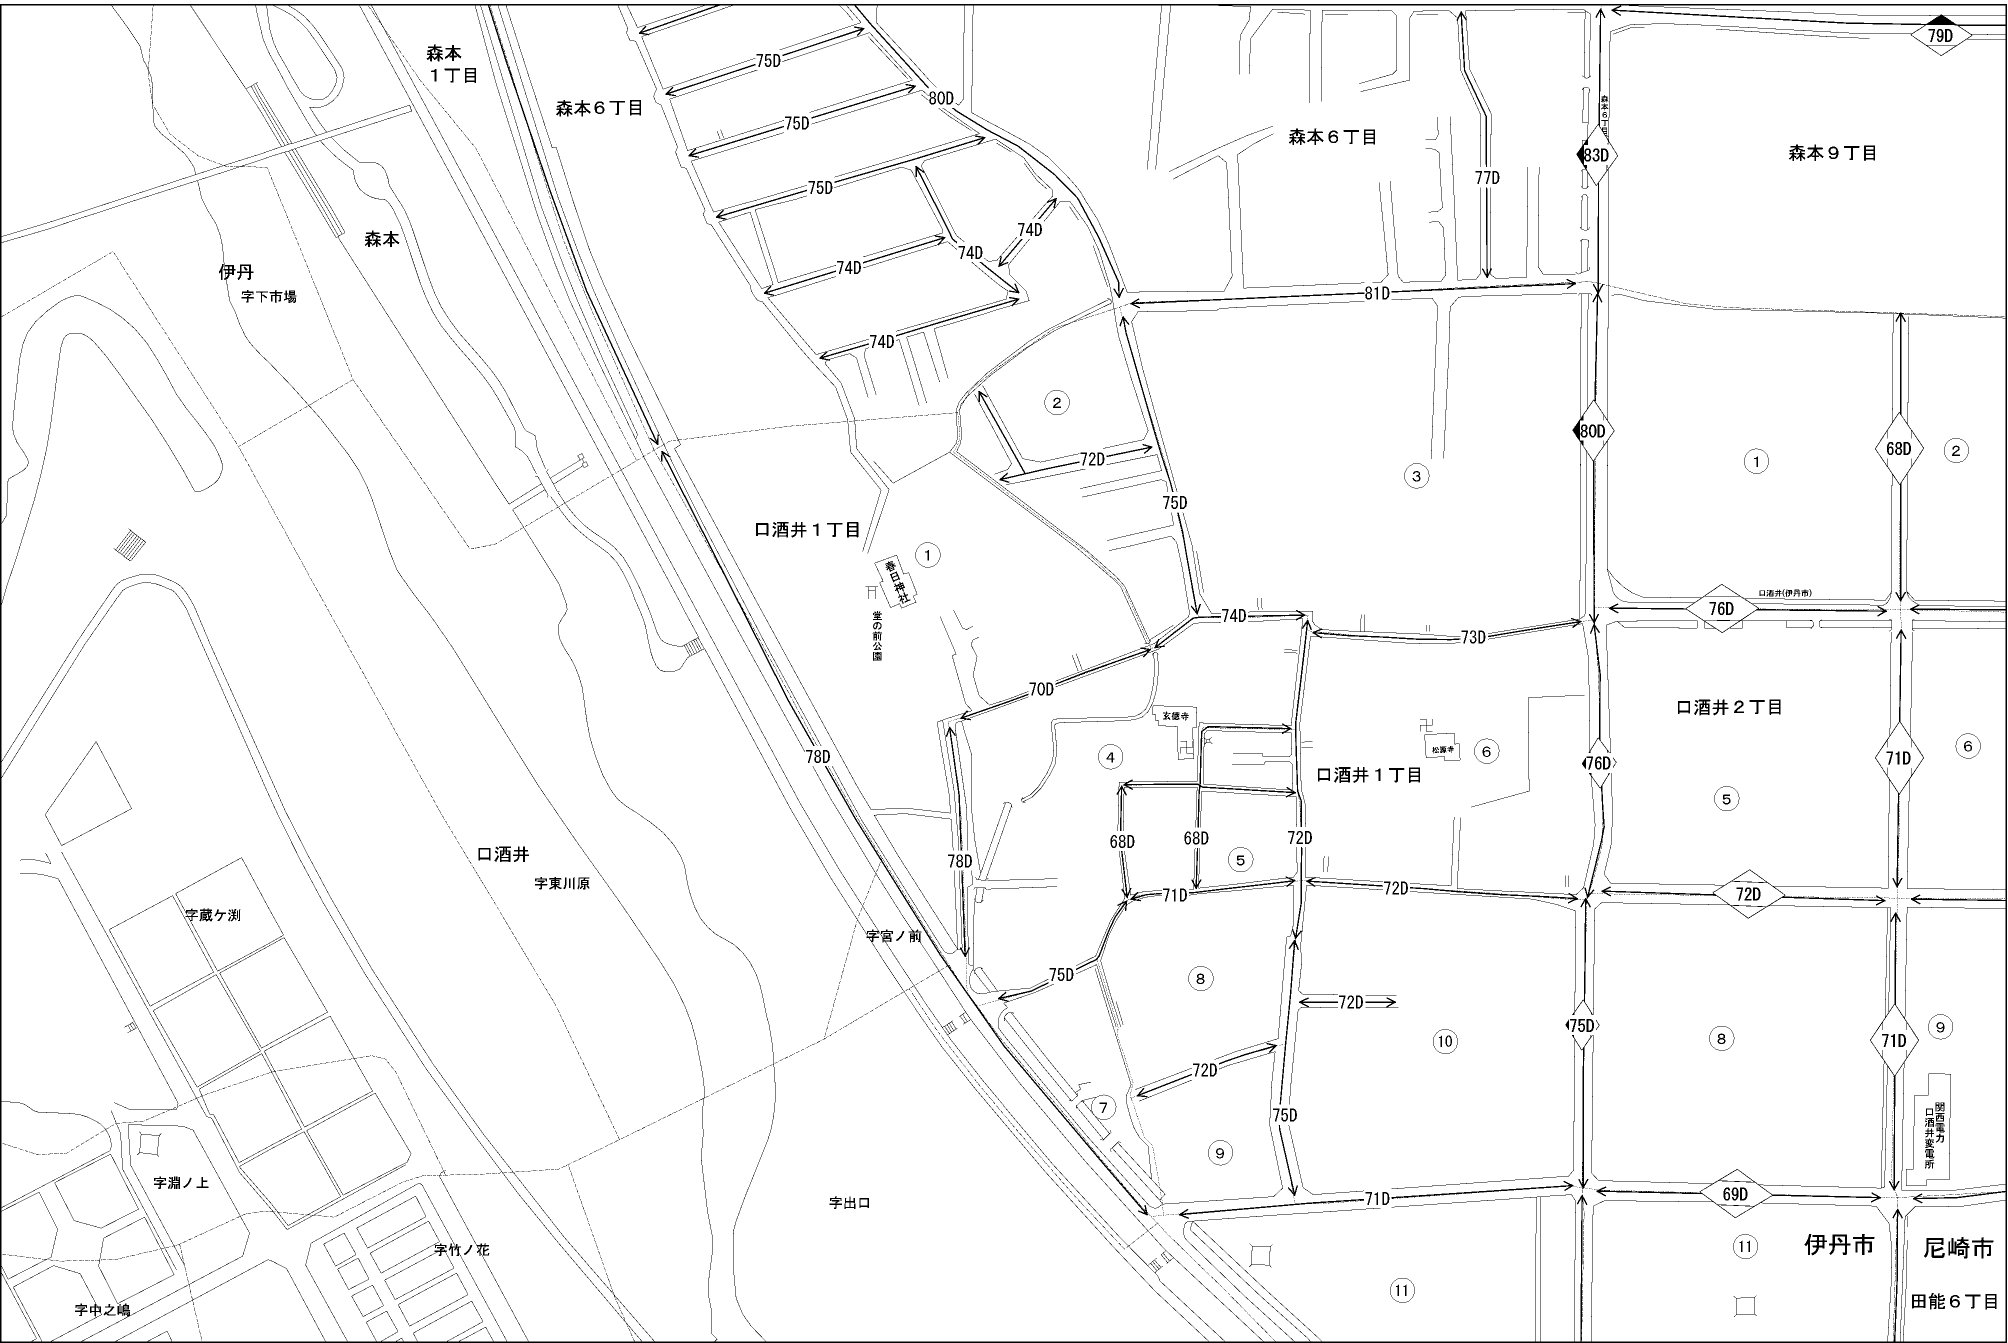 森本
１丁目
森本６丁目
75D
75D
75D
80D
79D
森本６丁目
83D
森本６丁目
森本９丁目
77D
森本
伊丹
字下市場
74D
74D
74D
74D
81D
②
72D
75D
③
80D
①
68D
②
口酒井１丁目
①
春日神社
堂の前公園
74D
73D
76D
口酒井(伊丹市)
70D
78D
玄徳寺
④
松源寺
⑥
口酒井１丁目
口酒井２丁目
76D
71D
⑥
⑤
68D
68D
72D
⑤
78D
口酒井
字東川原
71D
72D
72D
字蔵ケ渕
字宮ノ前
75D
⑧
72D
75D
⑩
⑧
71D
⑨
72D
75D
⑦
⑨
関西電力
口酒井変電所
字淵ノ上
字出口
71D
69D
字竹ノ花
字中之嶋
⑪
⑪
伊丹市
尼崎市
田能６丁目